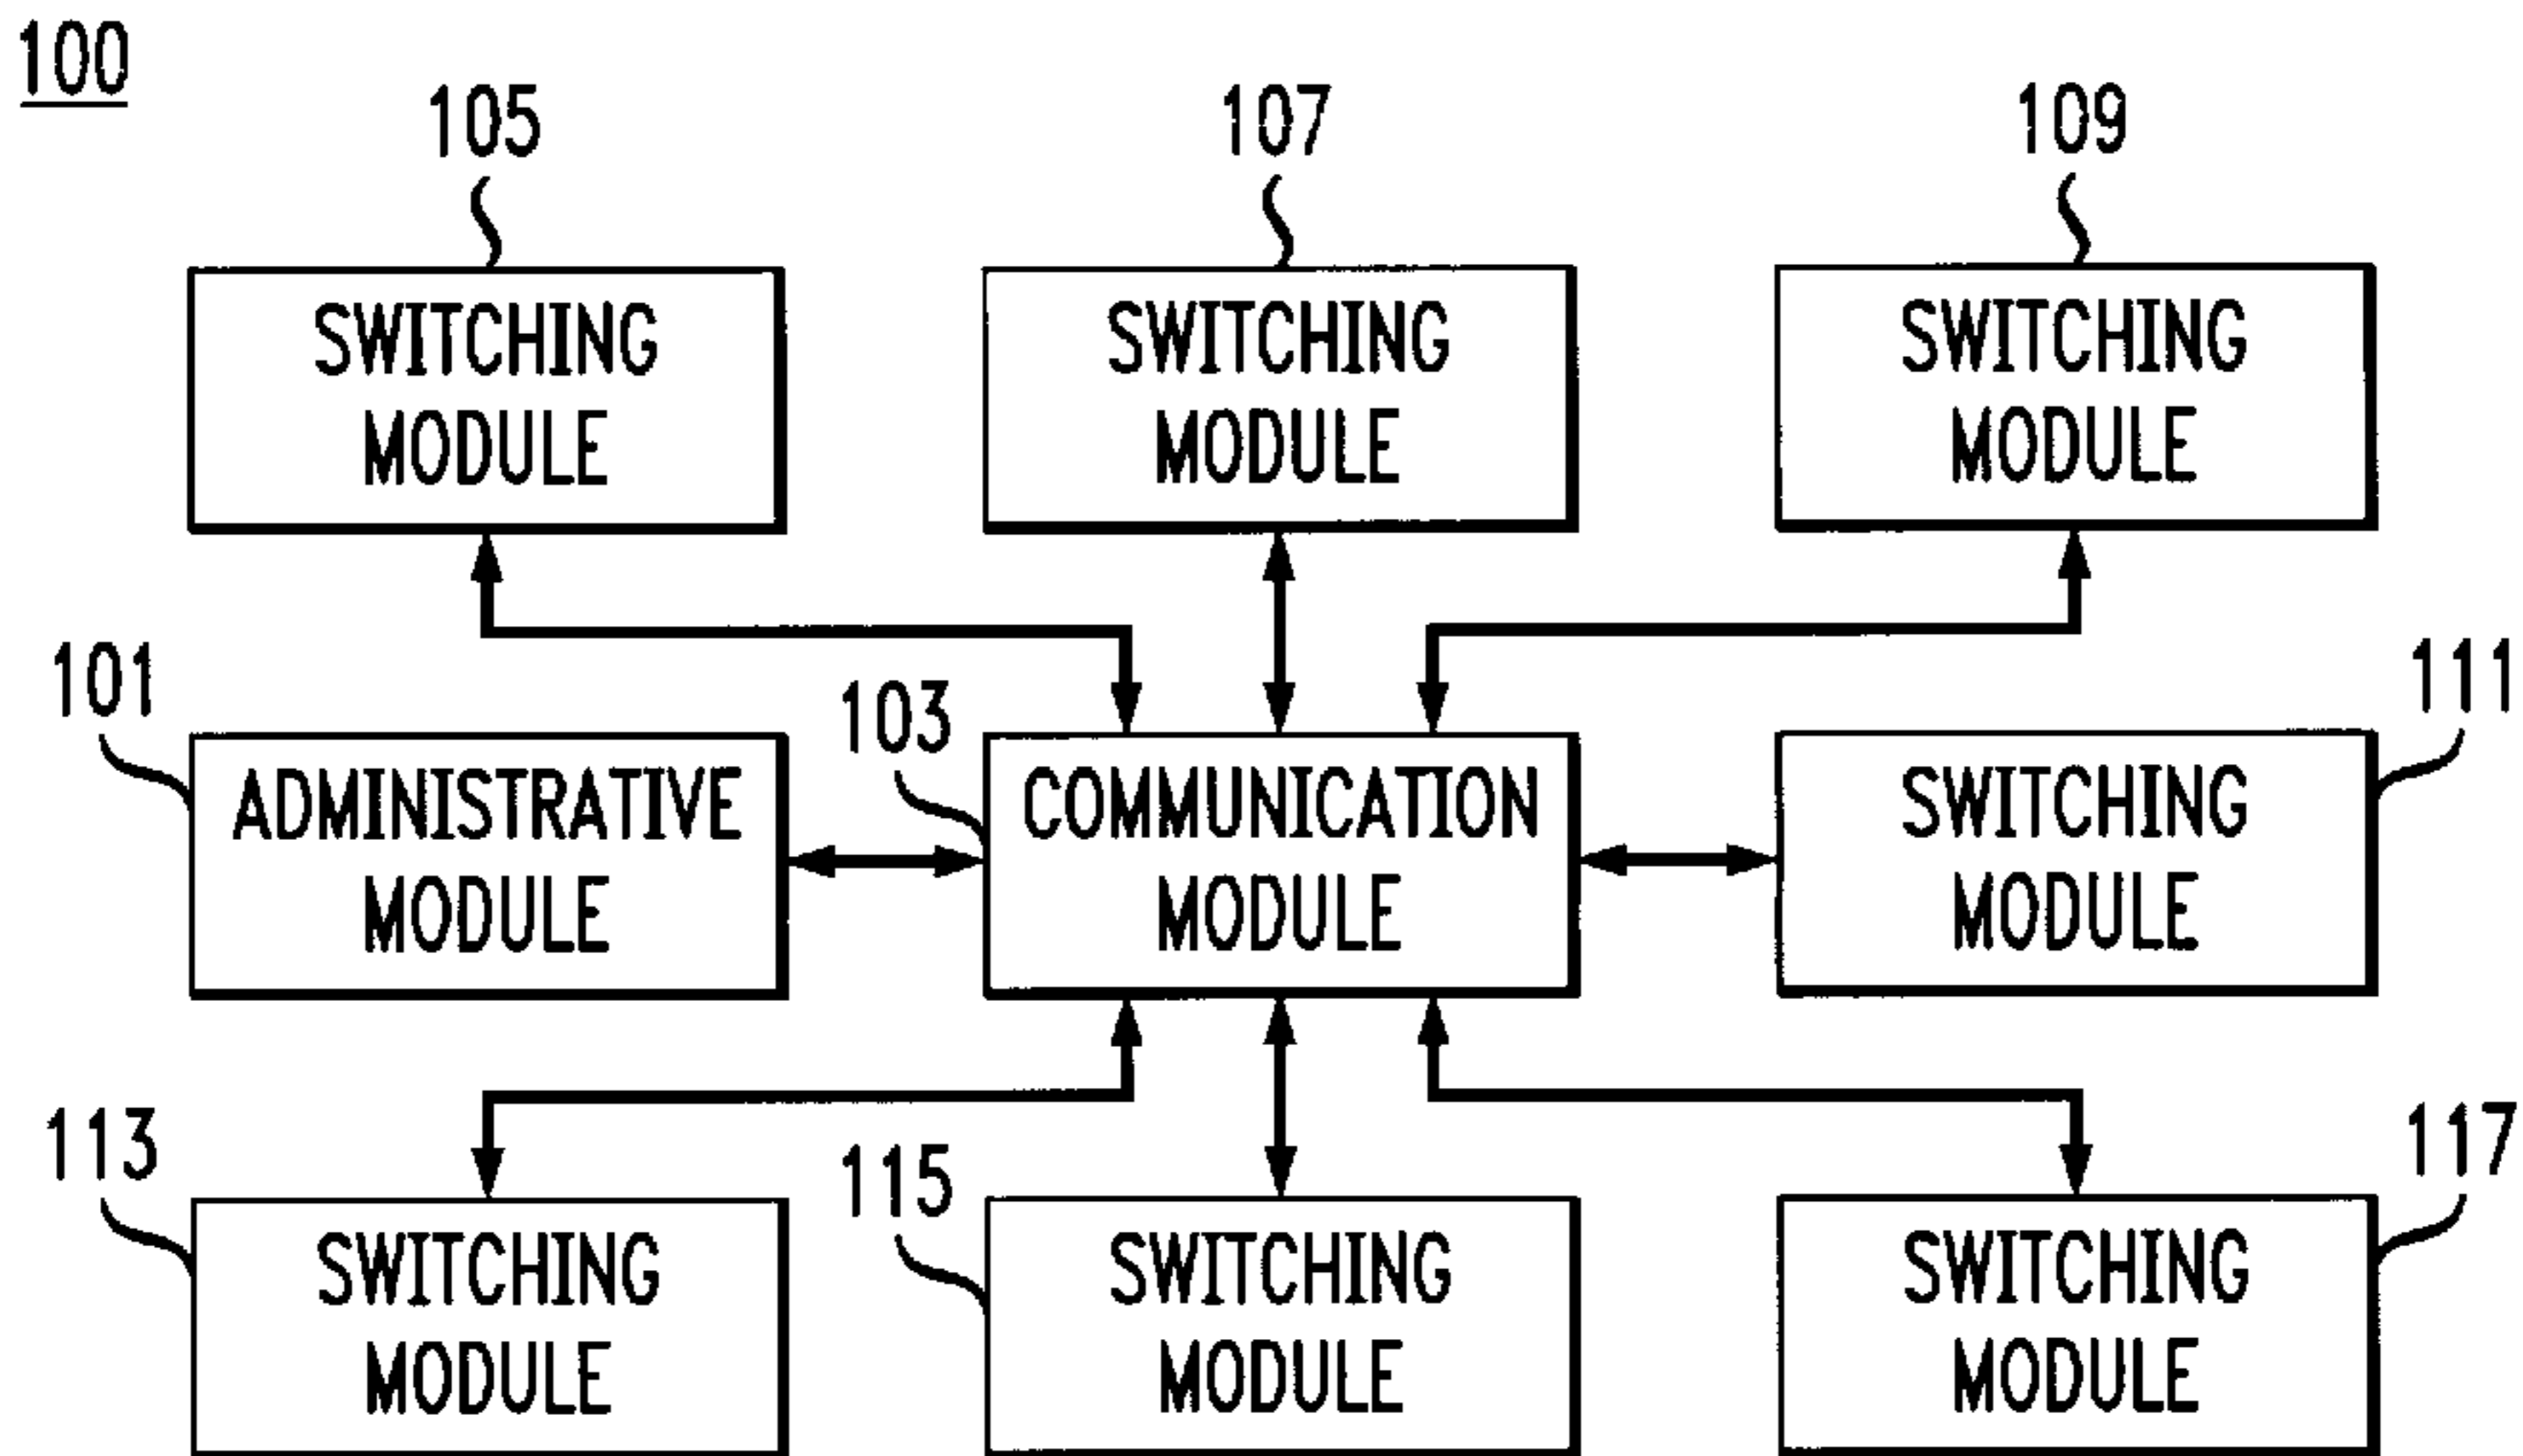 100
105
107
109
SWITCHING
MODULE
SWITCHING
MODULE
SWITCHING
MODULE
101
103
111
ADMINISTRATIVE
MODULE
COMMUNICATION
MODULE
SWITCHING
MODULE
113
115
117
SWITCHING
MODULE
SWITCHING
MODULE
SWITCHING
MODULE